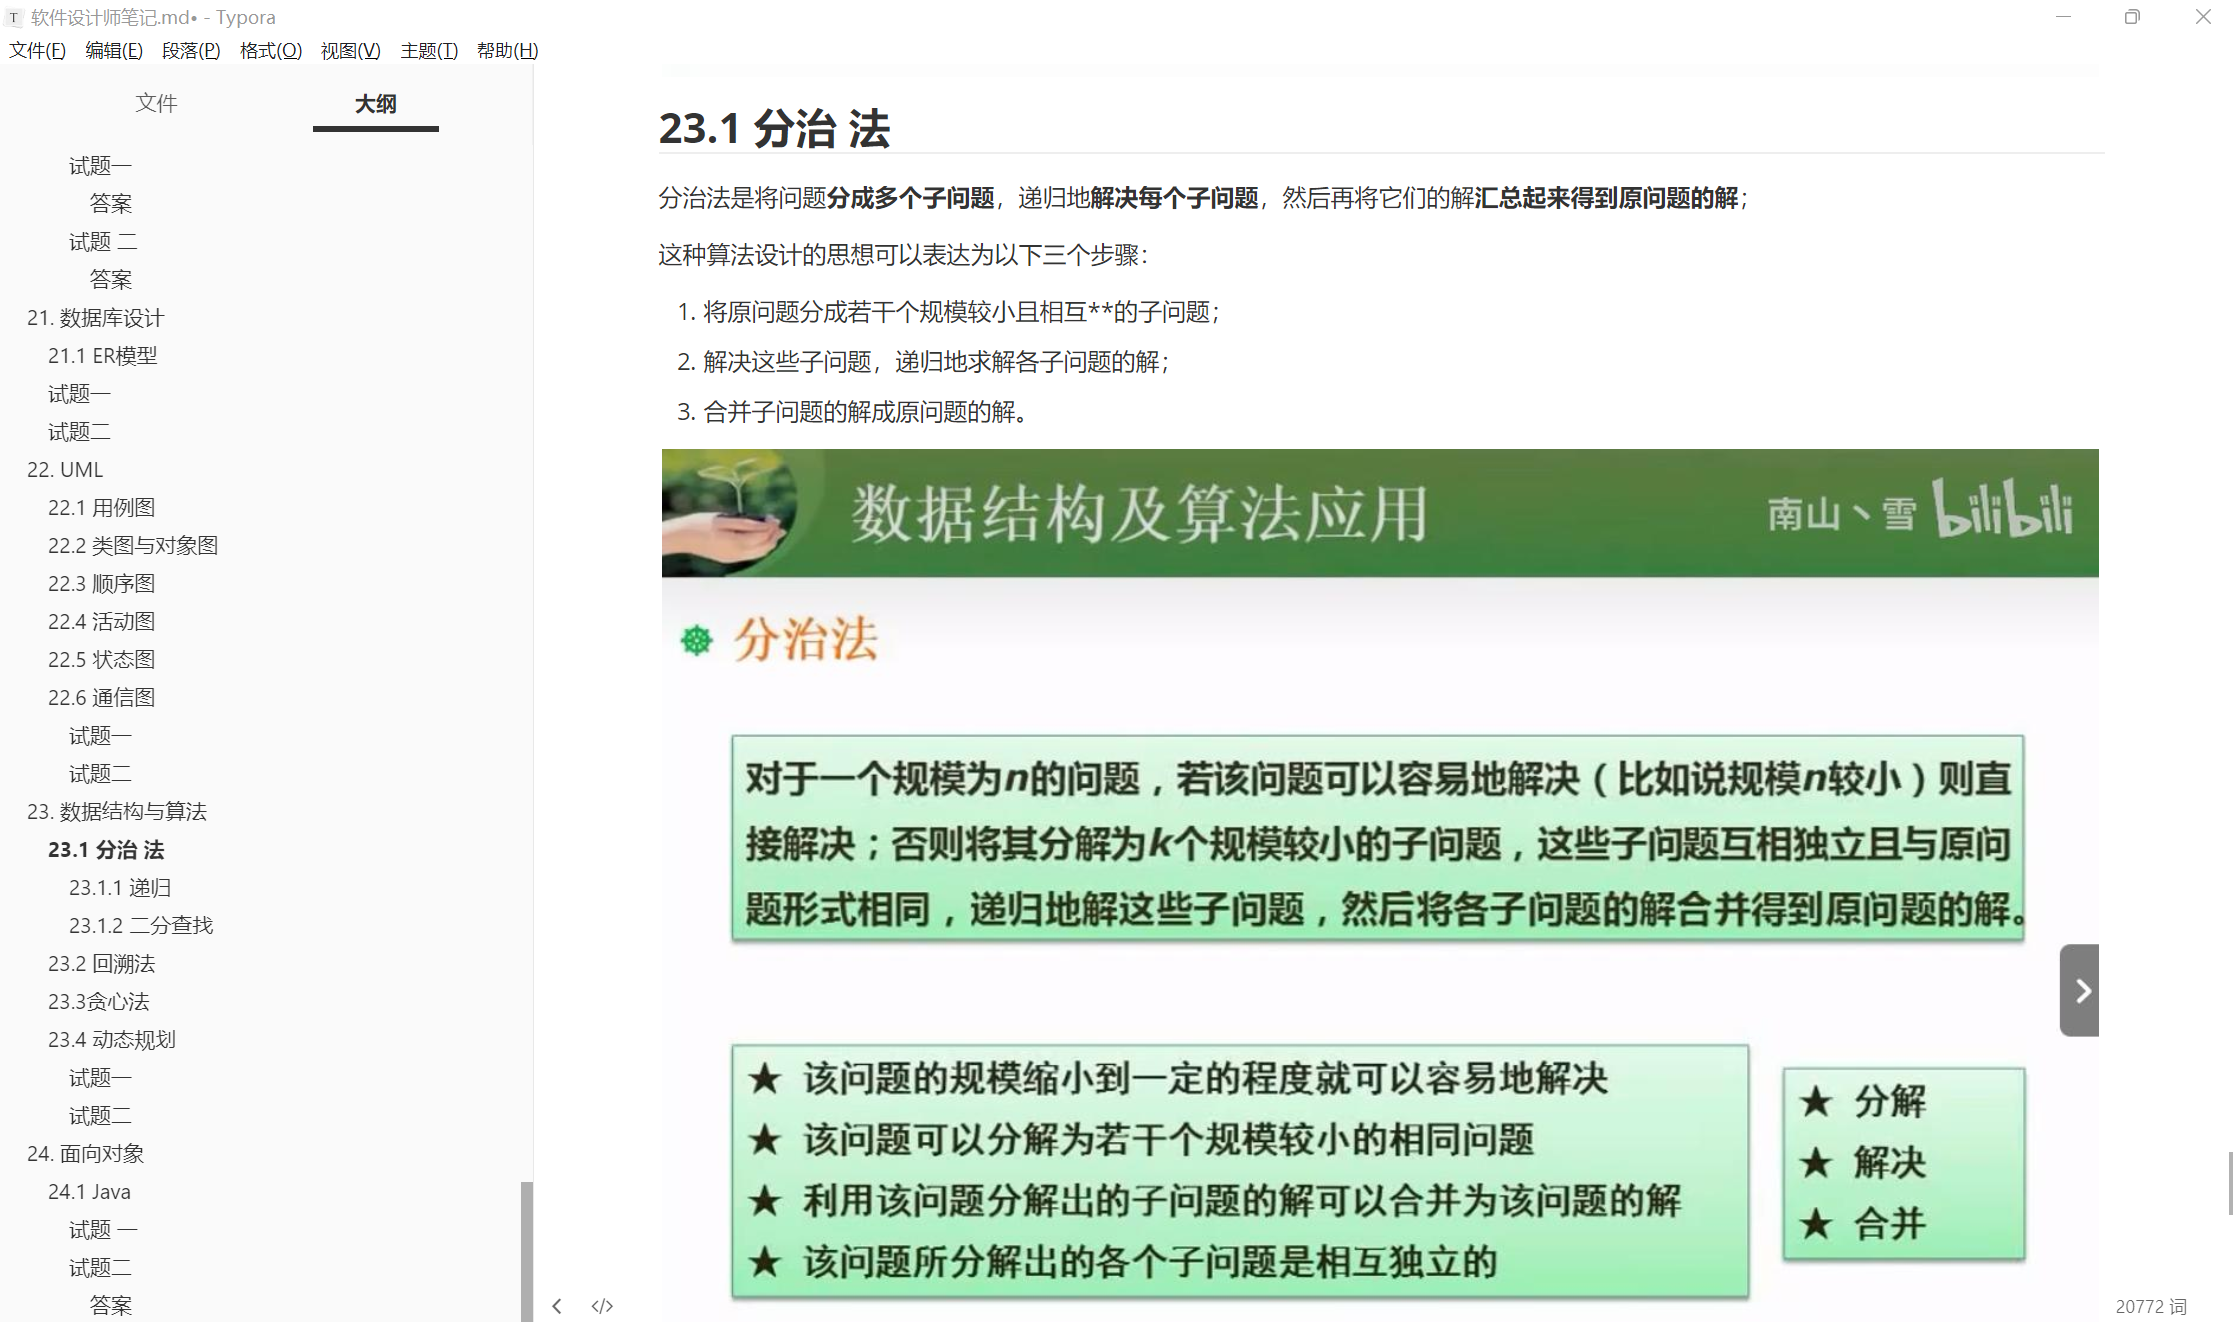 软件设计师笔记.md• - Typora
文件(F) 编辑(E) 段落(P) 格式(O) 视图(V) 主题(T) 帮助(H)
文件 大纲
试题一
答案
试题 二
答案
21. 数据库设计
21.1 ER模型
试题一
试题二
22. UML
22.1 用例图
22.2 类图与对象图
22.3 顺序图
22.4 活动图
22.5 状态图
22.6 通信图
试题一
试题二
23. 数据结构与算法
23.1 分治 法
23.1.1 递归
23.1.2 二分查找
23.2 回溯法
23.3贪心法
23.4 动态规划
试题一
试题二
24. 面向对象
24.1 Java
试题 一
试题二
答案
23.1 分治 法
分治法是将问题分成多个子问题，递归地解决每个子问题，然后再将它们的解汇总起来得到原问题的解；
这种算法设计的思想可以表达为以下三个步骤：
1. 将原问题分成若干个规模较小且相互**的子问题；
2. 解决这些子问题，递归地求解各子问题的解；
3. 合并子问题的解成原问题的解。
数据结构及算法应用
南山丶雪 bilibili
分治法
对于一个规模为n的问题，若该问题可以容易地解决（比如说规模n较小）则直
接解决；否则将其分解为k个规模较小的子问题，这些子问题互相独立且与原问
题形式相同，递归地解这些子问题，然后将各子问题的解合并得到原问题的解。
★ 该问题的规模缩小到一定的程度就可以容易地解决
★ 该问题可以分解为若干个规模较小的相同问题
★ 利用该问题分解出的子问题的解可以合并为该问题的解
★ 该问题所分解出的各个子问题是相互独立的
★ 分解
★ 解决
★ 合并
20772 词